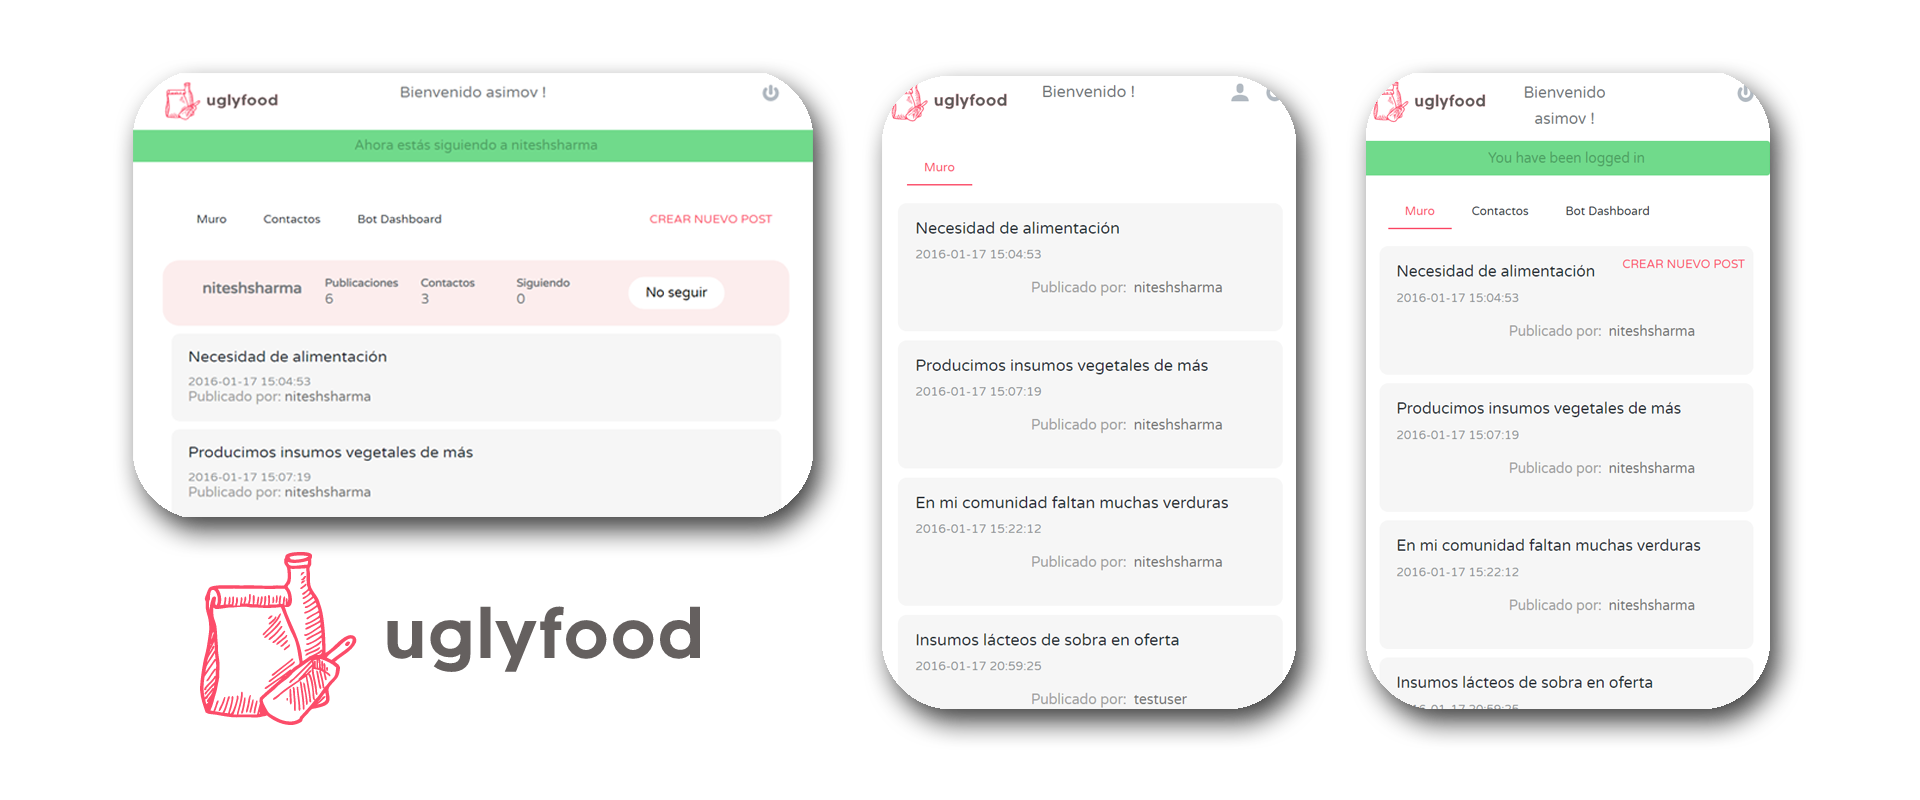 uglyfood
Bienvenido asimov !
Ahora estás siguiendo a niteshsharma
Muro Contactos Bot Dashboard CREAR NUEVO POST
niteshsharma Publicaciones Contactos Siguiendo No seguir
6 3 0
Necesidad de alimentación
2016-01-17 15:04:53
Publicado por: niteshsharma
Producimos insumos vegetales de más
2016-01-17 15:07:19
Publicado por: niteshsharma
uglyfood
uglyfood
Bienvenido !
Muro
Necesidad de alimentación
2016-01-17 15:04:53
Publicado por: niteshsharma
Producimos insumos vegetales de más
2016-01-17 15:07:19
Publicado por: niteshsharma
En mi comunidad faltan muchas verduras
2016-01-17 15:22:12
Publicado por: niteshsharma
Insumos lácteos de sobra en oferta
2016-01-17 20:59:25
Publicado por: testuser
uglyfood
Bienvenido
asimov !
You have been logged in
Muro Contactos Bot Dashboard
CREAR NUEVO POST
Necesidad de alimentación
2016-01-17 15:04:53
Publicado por: niteshsharma
Producimos insumos vegetales de más
2016-01-17 15:07:19
Publicado por: niteshsharma
En mi comunidad faltan muchas verduras
2016-01-17 15:22:12
Publicado por: niteshsharma
Insumos lácteos de sobra en oferta